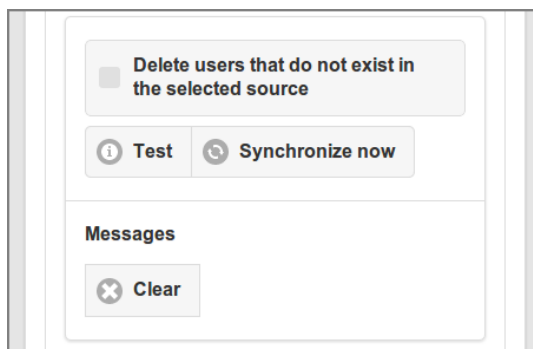 Delete users that do not exist in
the selected source
Test Synchronize now
Messages
Clear